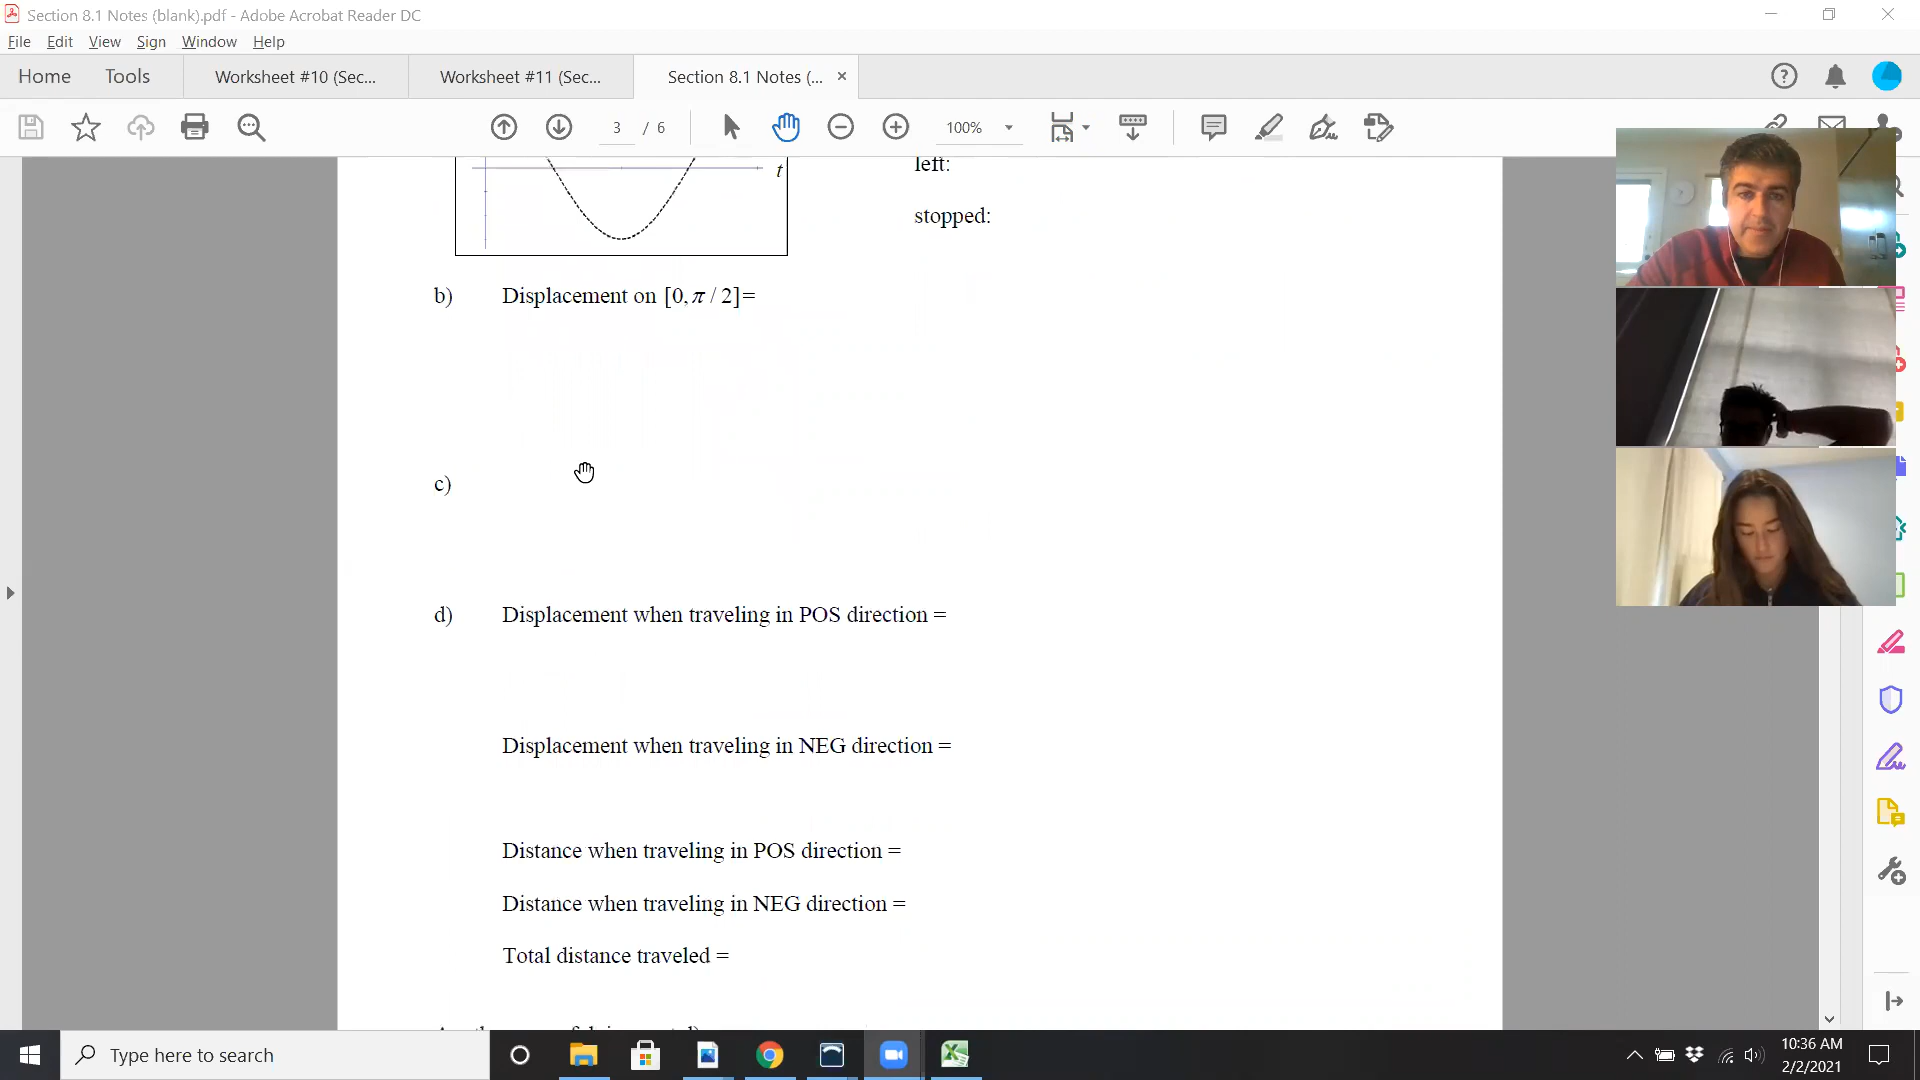 Section 8.1 Notes (blank).pdf - Adobe Acrobat Reader DC
File Edit View Sign Window Help
Home Tools Worksheet #10 (Sec... Worksheet #11 (Sec... Section 8.1 Notes (... ×
3 / 6 100%
t
left:
stopped:
b) Displacement on [0, π / 2]=
c)
d) Displacement when traveling in POS direction =
Displacement when traveling in NEG direction =
Distance when traveling in POS direction =
Distance when traveling in NEG direction =
Total distance traveled =
Type here to search
10:36 AM
2/2/2021